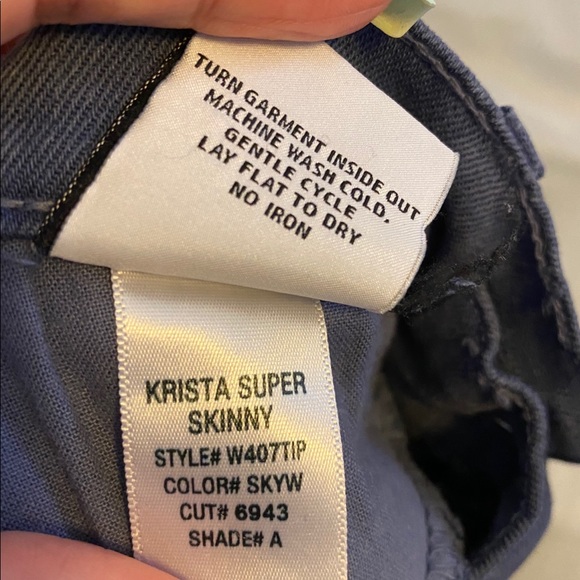 TURN GARMENT INSIDE OUT
MACHINE WASH COLD,
GENTLE CYCLE
LAY FLAT TO DRY
NO IRON
KRISTA SUPER
SKINNY
STYLE# W407TIP
COLOR# SKYW
CUT# 6943
SHADE# A